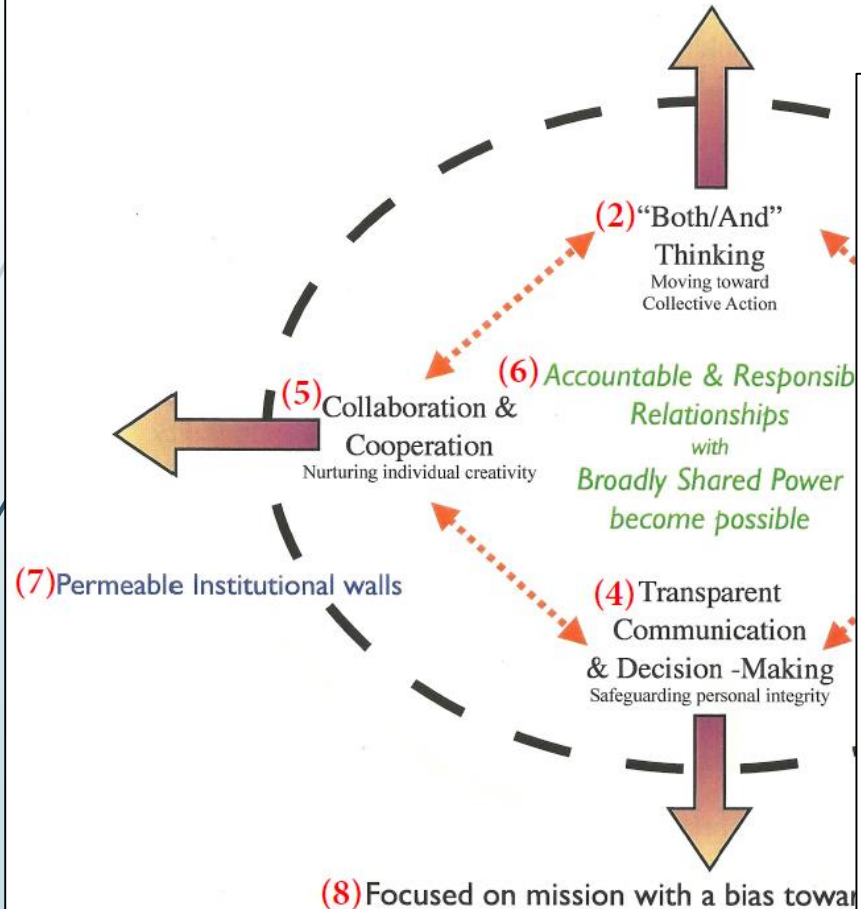 (2) “Both/And”
Thinking
Moving toward
Collective Action
(6) Accountable & Responsib
Relationships
with
Broadly Shared Power
become possible
(5) Collaboration &
Cooperation
Nurturing individual creativity
(7) Permeable Institutional walls
(4) Transparent
Communication
& Decision -Making
Safeguarding personal integrity
(8) Focused on mission with a bias towar